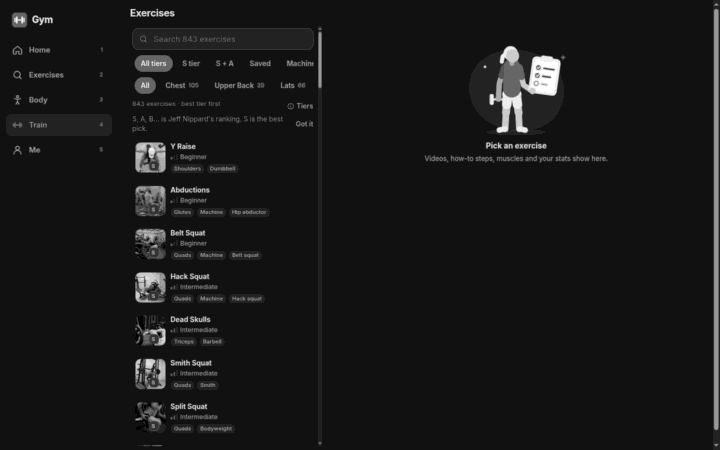 Gym
Home 1
Exercises 2
Body 3
Train 4
Me 5
Exercises
Search 843 exercises
All tiers S tier S + A Saved Machine
All Chest 105 Upper Back 39 Lats 66
843 exercises · best tier first
Tiers
S, A, B... is Jeff Nippard's ranking. S is the best pick.
Got it
Y Raise
Beginner
Shoulders Dumbbell
S
Abductions
Beginner
Glutes Machine Hip abductor
S
Belt Squat
Beginner
Quads Machine Belt squat
S
Hack Squat
Intermediate
Quads Machine Hack squat
S
Dead Skulls
Intermediate
Triceps Barbell
S
Smith Squat
Intermediate
Quads Smith
S
Split Squat
Intermediate
Quads Bodyweight
S
Pick an exercise
Videos, how-to steps, muscles and your stats show here.